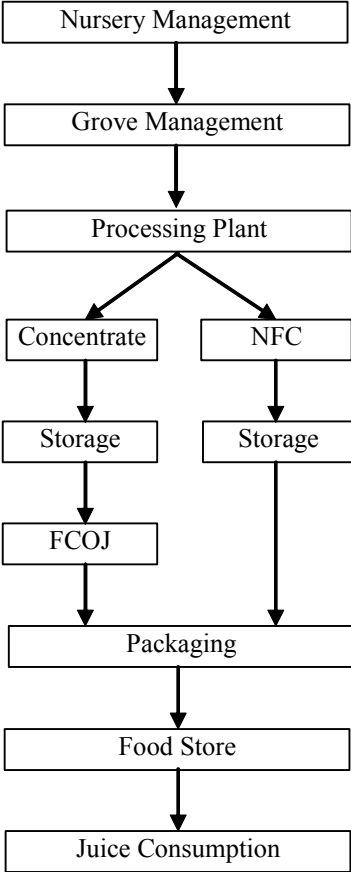 Nursery Management
Grove Management
Processing Plant
Concentrate
NFC
Storage
Storage
FCOJ
Packaging
Food Store
Juice Consumption